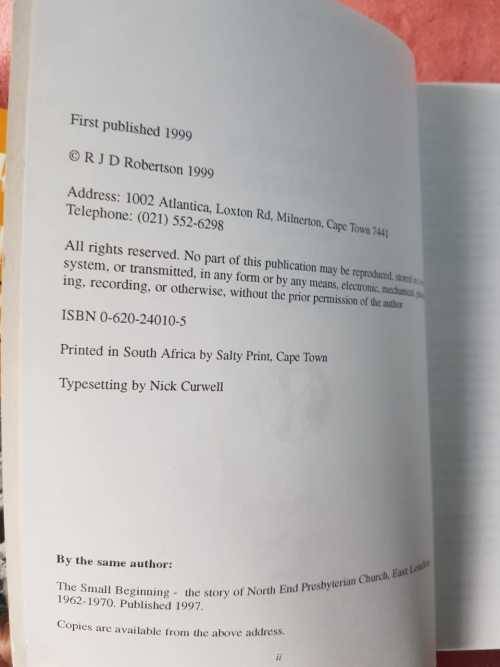 First published 1999
© R J D Robertson 1999
Address: 1002 Atlantica, Loxton Rd, Milnerton, Cape Town 7441
Telephone: (021) 552-6298
All rights reserved. No part of this publication may be reproduced, stored
system, or transmitted, in any form or by any means, electronic, mechanical,
ing, recording, or otherwise, without the prior permission of the author
ISBN 0-620-24010-5
Printed in South Africa by Salty Print, Cape Town
Typesetting by Nick Curwell
By the same author:
The Small Beginning - the story of North End Presbyterian Church, East London
1962-1970. Published 1997.
Copies are available from the above address.
ii